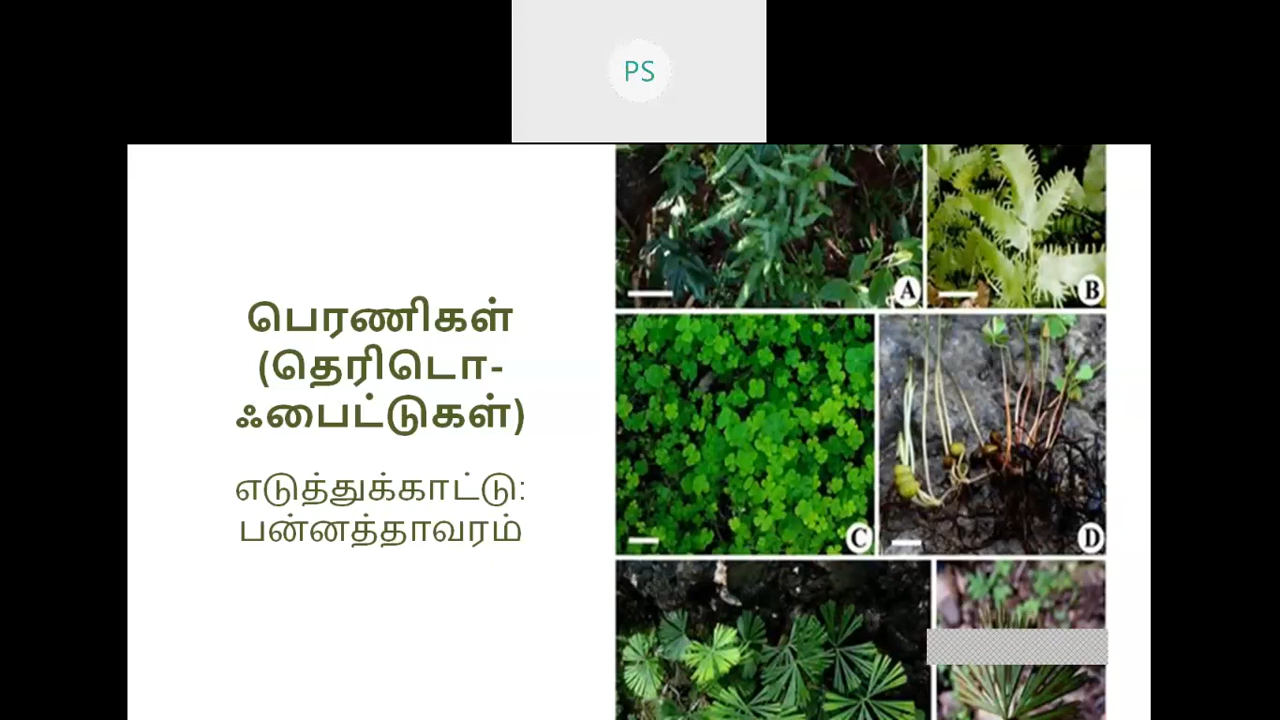 PS
பெரணிகள்
(தெரிடொ-
ஃபைட்டுகள்)
எடுத்துக்காட்டு:
பன்னத்தாவரம்
A
B
C
D